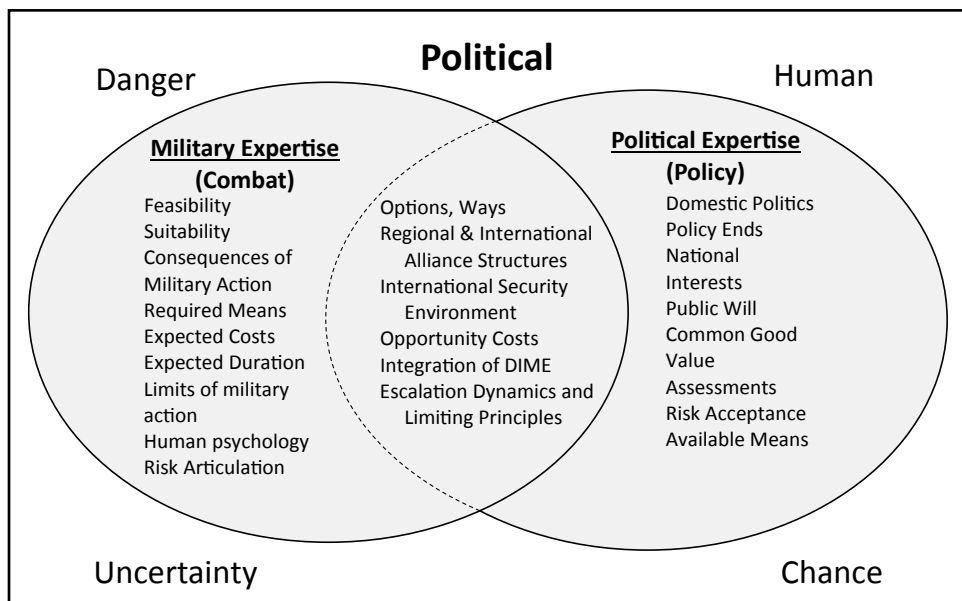 Political
Danger
Human
Military Expertise
(Combat)
Feasibility
Suitability
Consequences of
Military Action
Required Means
Expected Costs
Expected Duration
Limits of military
action
Human psychology
Risk Articulation
Options, Ways
Regional & International
Alliance Structures
International Security
Environment
Opportunity Costs
Integration of DIME
Escalation Dynamics and
Limiting Principles
Political Expertise
(Policy)
Domestic Politics
Policy Ends
National
Interests
Public Will
Common Good
Value
Assessments
Risk Acceptance
Available Means
Uncertainty
Chance